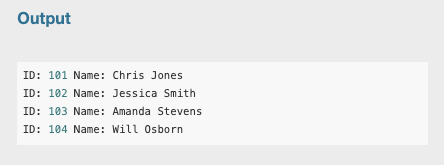 Output
ID: 101 Name: Chris Jones
ID: 102 Name: Jessica Smith
ID: 103 Name: Amanda Stevens
ID: 104 Name: Will Osborn